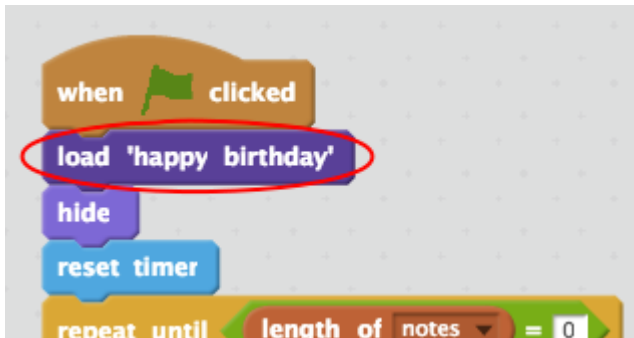 when clicked
load 'happy birthday'
hide
reset timer
repeat until length of notes = 0